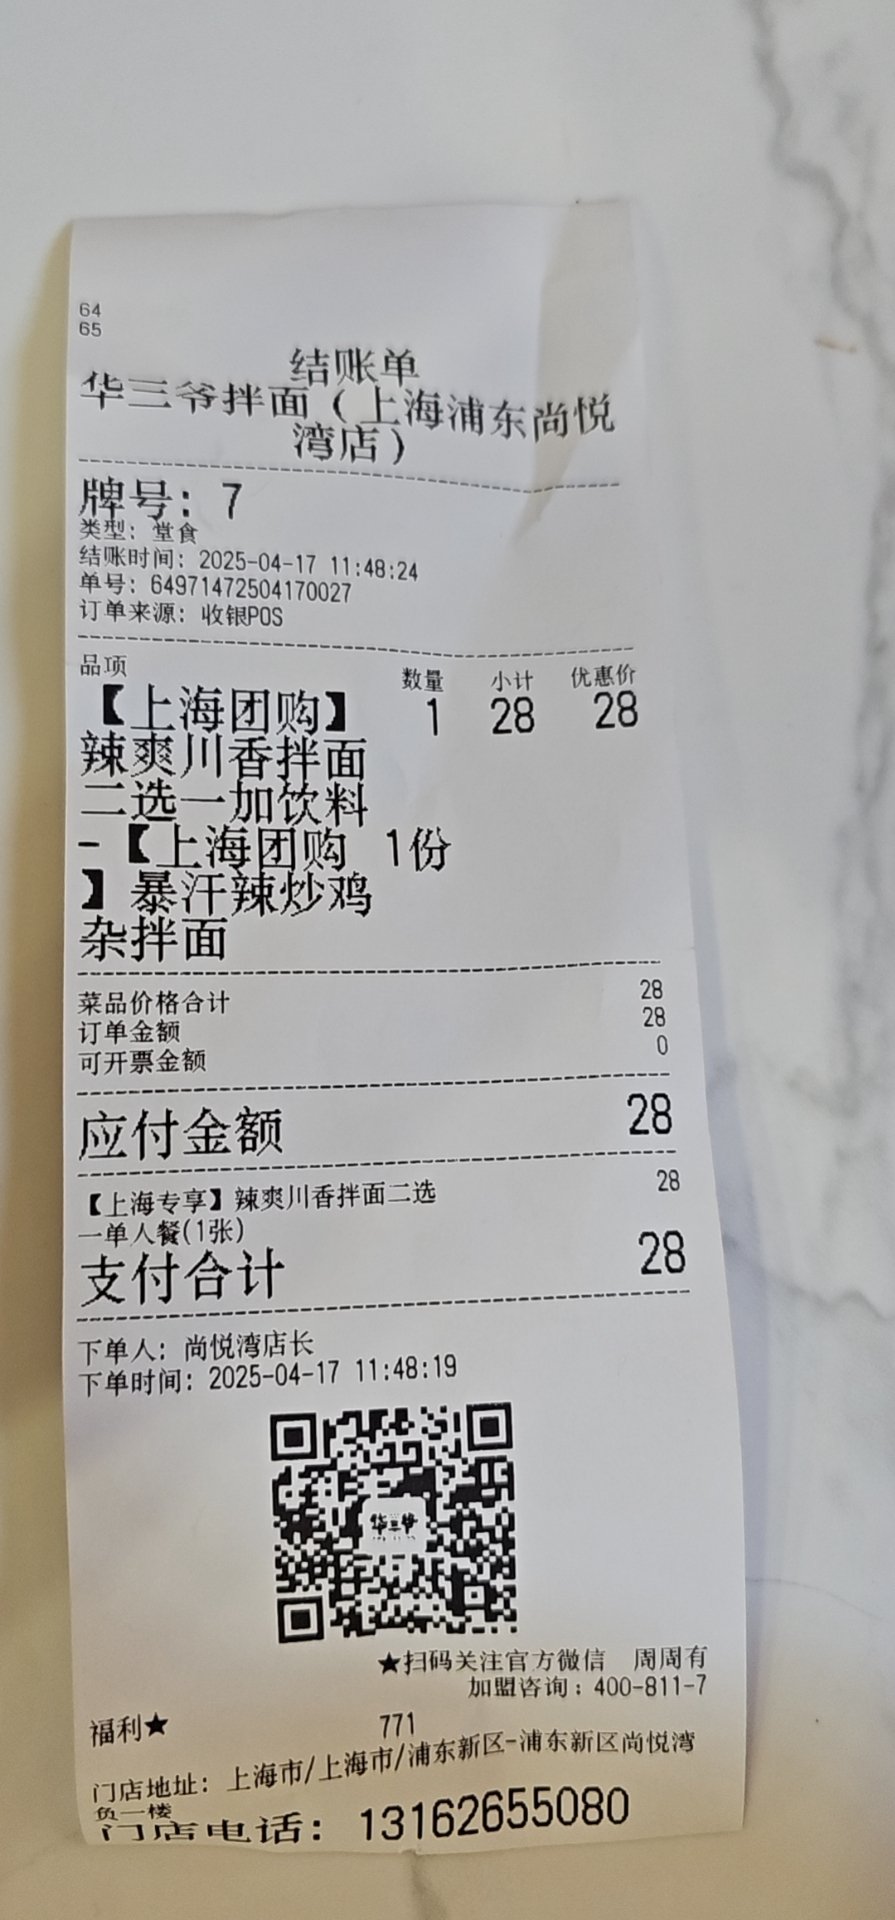 64
65
结账单
华三爷拌面（上海浦东尚悦
湾店）
牌号：7
类型：堂食
结账时间：2025-04-17 11:48:24
单号：64971472504170027
订单来源：收银POS
品项 数量 小计 优惠价
【上海团购】 1 28 28
辣爽川香拌面
二选一加饮料
-【上海团购 1份
】暴汗辣炒鸡
杂拌面
菜品价格合计 28
订单金额 28
可开票金额 0
应付金额 28
【上海专享】辣爽川香拌面二选 28
一单人餐(1张)
支付合计 28
下单人：尚悦湾店长
下单时间：2025-04-17 11:48:19
华三爷
★扫码关注官方微信 周周有
加盟咨询：400-811-7
福利★ 771
门店地址：上海市/上海市/浦东新区-浦东新区尚悦湾
负一楼
门店电话：13162655080